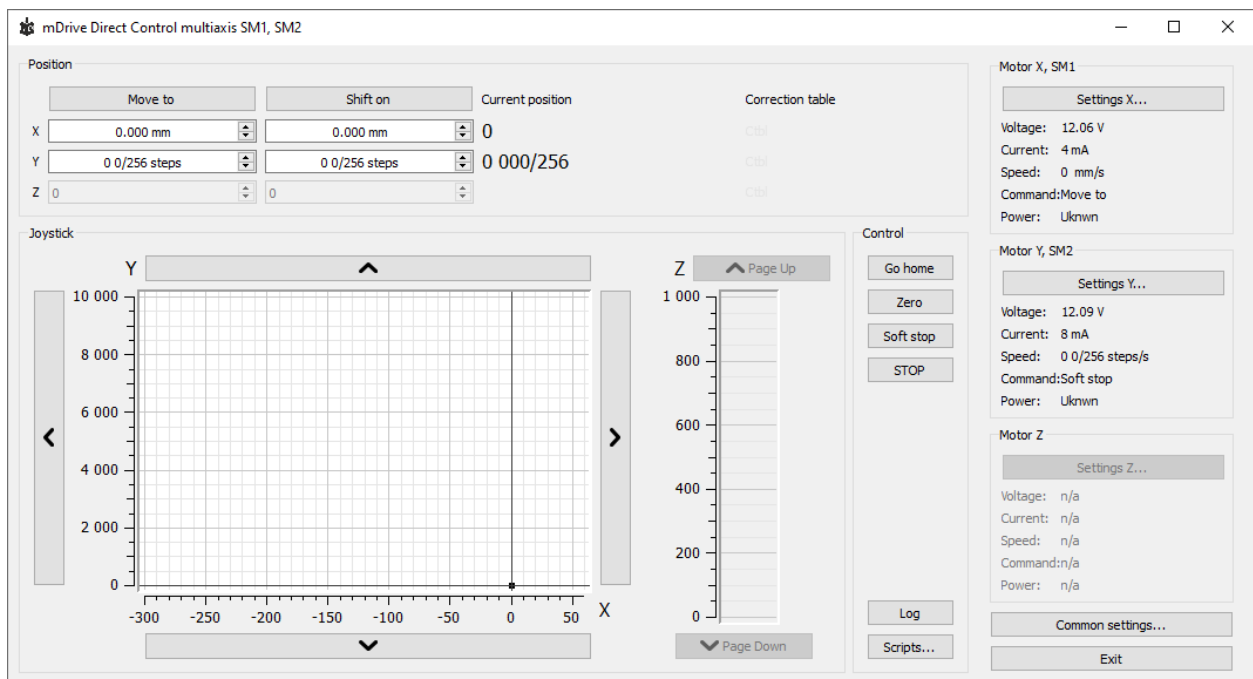 mDrive Direct Control multiaxis SM1, SM2
Position
Move to Shift on Current position Correction table
X 0.000 mm 0.000 mm 0 Ctbl
Y 0 0/256 steps 0 0/256 steps 0 000/256 Ctbl
Z 0 0 Ctbl
Joystick
Y
10 000
8 000
6 000
4 000
2 000
0
-300 -250 -200 -150 -100 -50 0 50 X
Z Page Up
1 000
800
600
400
200
0
Page Down
Control
Go home
Zero
Soft stop
STOP
Log
Scripts...
Motor X, SM1
Settings X...
Voltage: 12.06 V
Current: 4 mA
Speed: 0 mm/s
Command:Move to
Power: Uknwn
Motor Y, SM2
Settings Y...
Voltage: 12.09 V
Current: 8 mA
Speed: 0 0/256 steps/s
Command:Soft stop
Power: Uknwn
Motor Z
Settings Z...
Voltage: n/a
Current: n/a
Speed: n/a
Command:n/a
Power: n/a
Common settings...
Exit